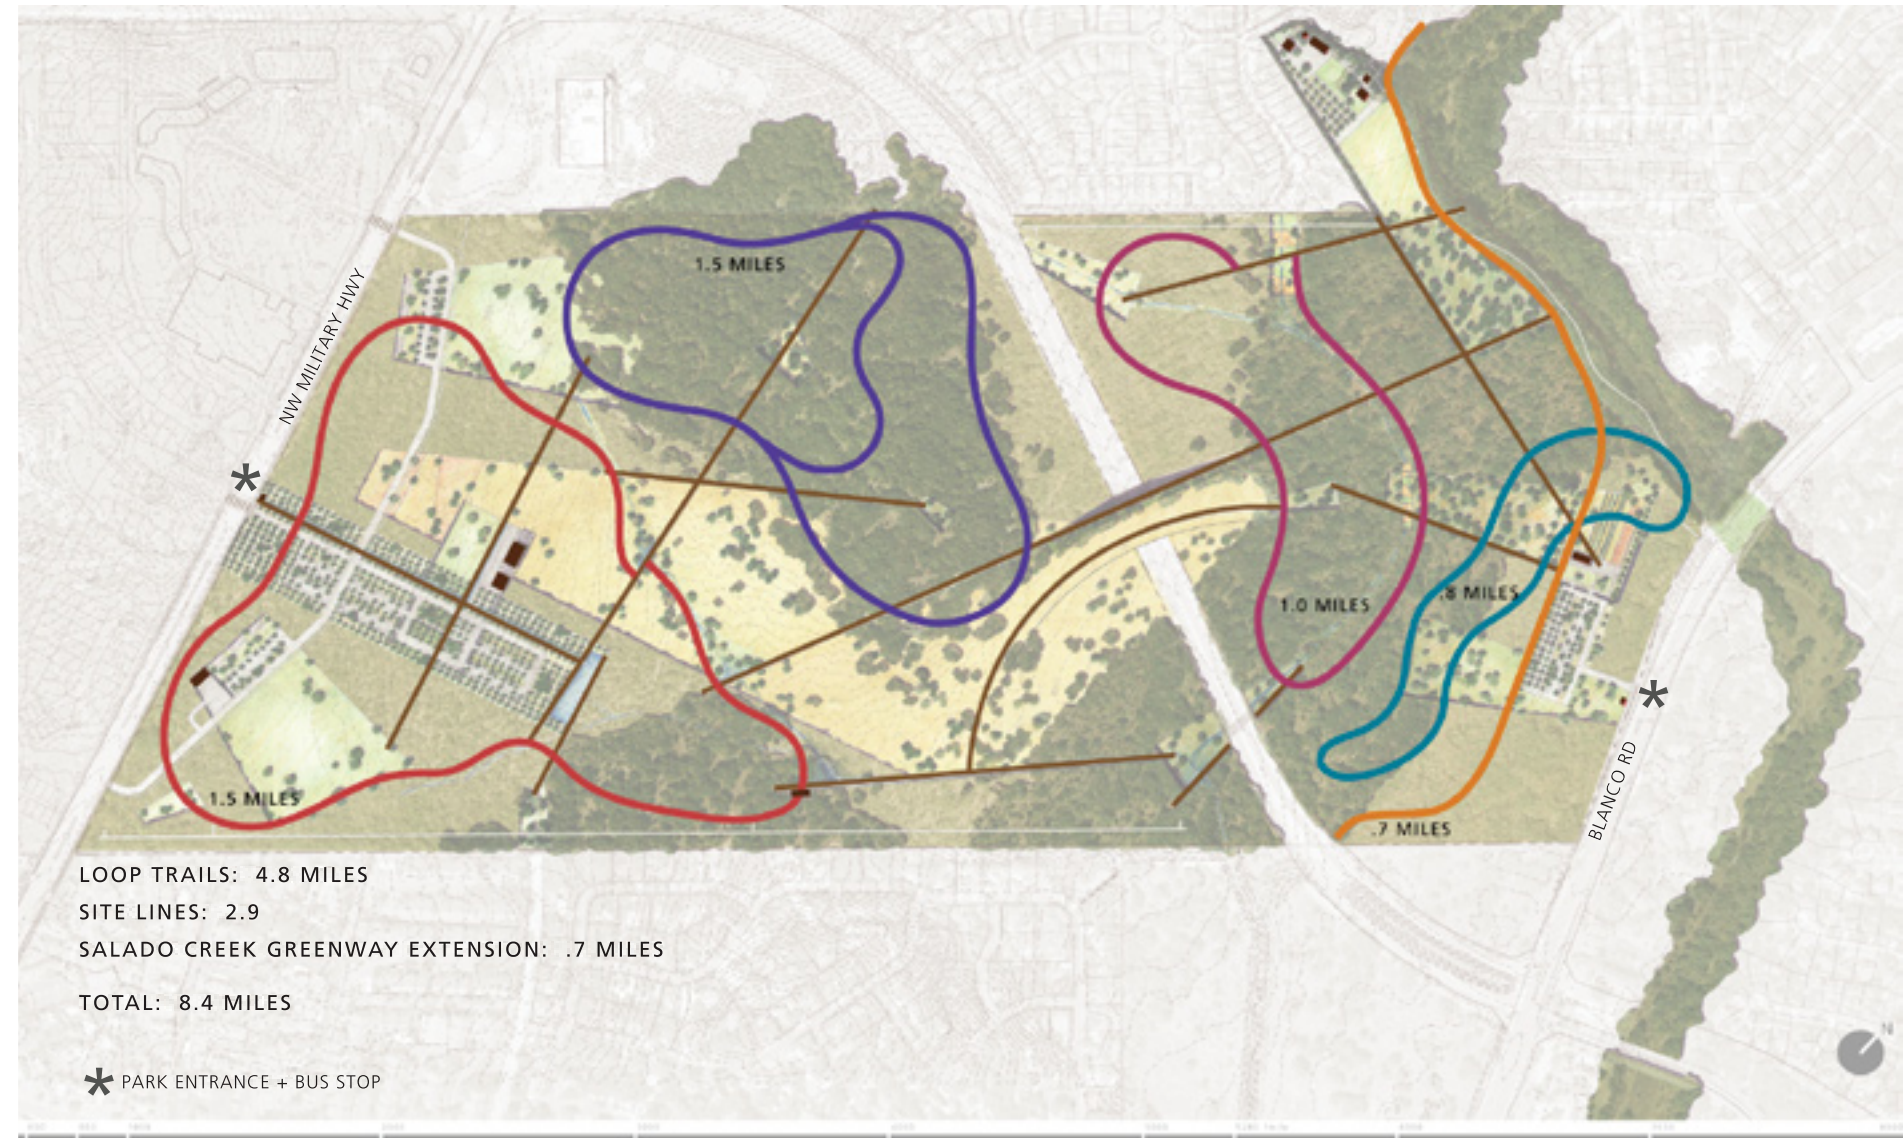 1.5 MILES
NW MILITARY HWY
1.0 MILES
.8 MILES
1.5 MILES
.7 MILES
BLANCO RD
LOOP TRAILS: 4.8 MILES
SITE LINES: 2.9
SALADO CREEK GREENWAY EXTENSION: .7 MILES
TOTAL: 8.4 MILES
* PARK ENTRANCE + BUS STOP
N